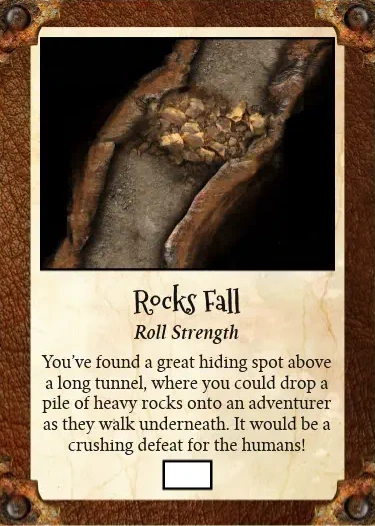 Rocks Fall
Roll Strength
You've found a great hiding spot above
a long tunnel, where you could drop a
pile of heavy rocks onto an adventurer
as they walk underneath. It would be a
crushing defeat for the humans!